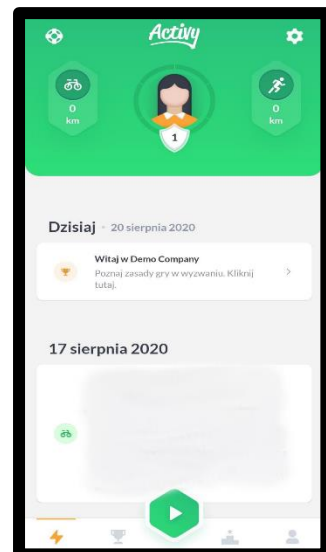 Activy
0
km
0
km
1
Dzisiaj - 20 sierpnia 2020
Witaj w Demo Company
Poznaj zasady gry w wyzwaniu. Kliknij
tutaj.
17 sierpnia 2020